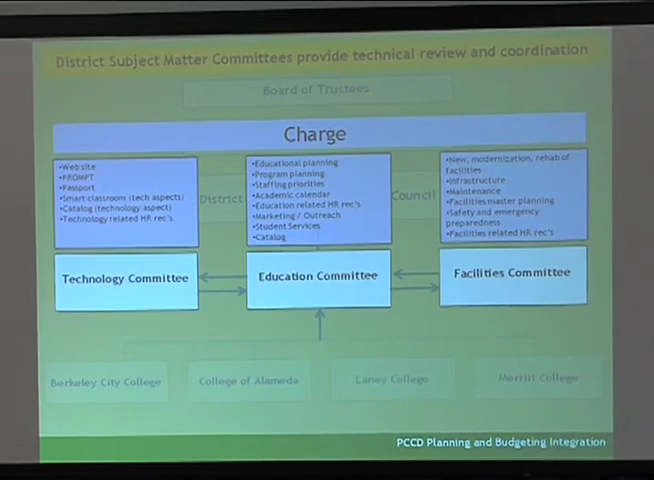 District Subject Matter Committees provide technical review and coordination
Board of Trustees
Charge
•Web site
•PROMPT
•Passport
•Smart classroom (tech aspects)
•Catalog (technology aspect)
•Technology related HR rec's
District
•Educational planning
•Program planning
•Staffing priorities
•Academic calendar
•Education related HR rec's
•Marketing / Outreach
•Student Services
•Catalog
Council
•New, modernization, rehab of
facilities
•Infrastructure
•Maintenance
•Facilities master planning
•Safety and emergency
preparedness
•Facilities related HR rec's
Technology Committee
Education Committee
Facilities Committee
Berkeley City College
College of Alameda
Laney College
Merritt College
PCCD Planning and Budgeting Integration